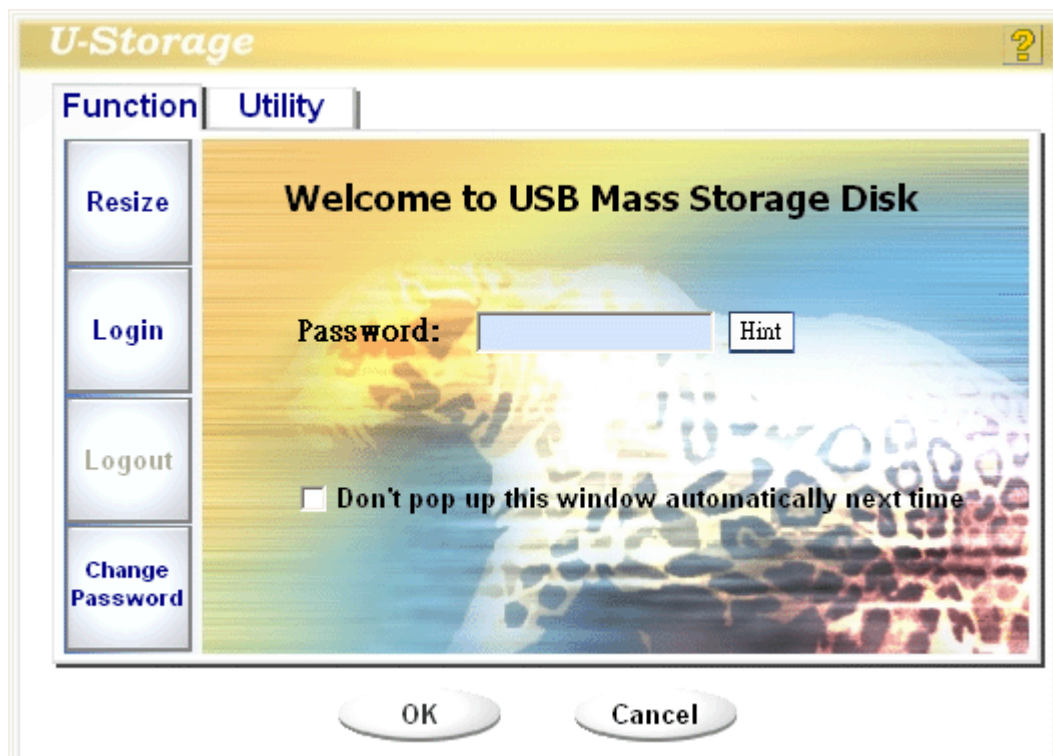 U-Storage
?
Function Utility
Resize
Welcome to USB Mass Storage Disk
Login
Password: Hint
Logout
Don't pop up this window automatically next time
Change
Password
OK Cancel